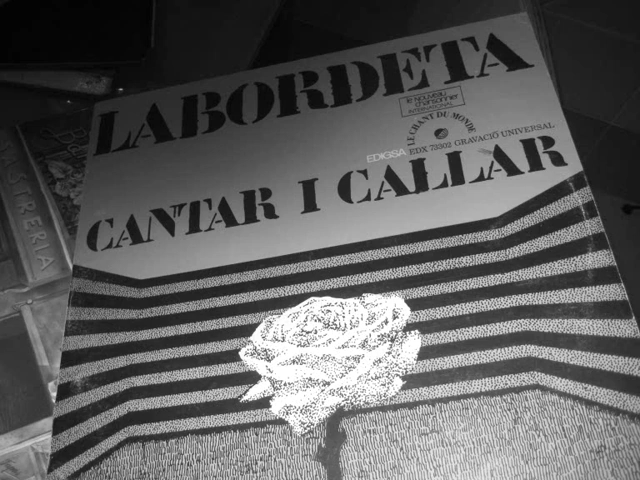 LABORDETA
le nouveau
chansonnier
INTERNATIONAL
LE CHANT DU MONDE
EDIGSA EDX 73302 GRAVACIÓ UNIVERSAL
CANTAR I CALLAR